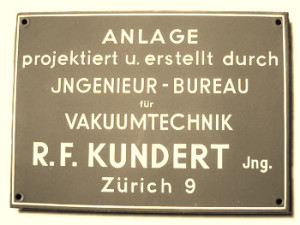 ANLAGE
projektiert u. erstellt durch
JNGENIEUR - BUREAU
für
VAKUUMTECHNIK
R. F. KUNDERT Jng.
Zürich 9